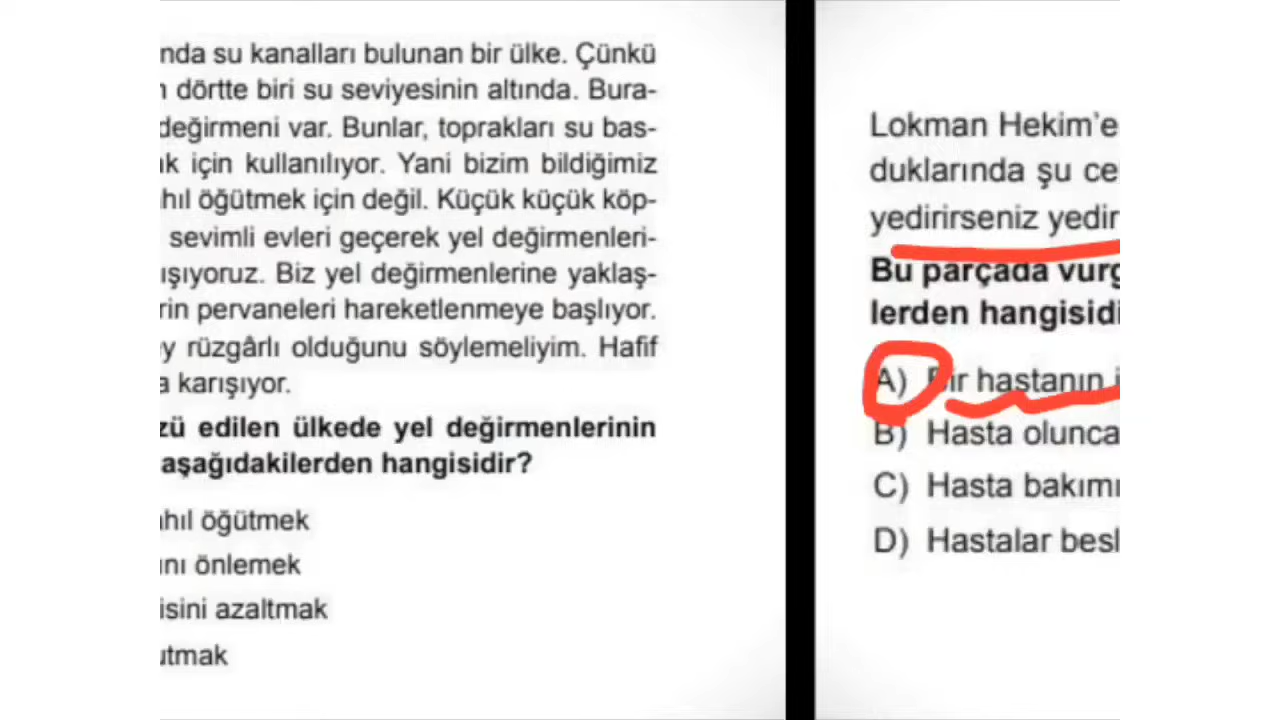 nda su kanalları bulunan bir ülke. Çünkü
dörtte biri su seviyesinin altında. Bura-
değirmeni var. Bunlar, toprakları su bas-
k için kullanılıyor. Yani bizim bildiğimiz
hıl öğütmek için değil. Küçük küçük köp-
sevimli evleri geçerek yel değirmenleri-
ışıyoruz. Biz yel değirmenlerine yaklaş-
rin pervaneleri hareketlenmeye başlıyor.
y rüzgârlı olduğunu söylemeliyim. Hafif
a karışıyor.
zü edilen ülkede yel değirmenlerinin
aşağıdakilerden hangisidir?
hıl öğütmek
nı önlemek
isini azaltmak
utmak
Lokman Hekim'e
duklarında şu ce
yedirirseniz yedir
Bu parçada vurg
lerden hangisidi
A) Bir hastanın i
B) Hasta olunca
C) Hasta bakımı
D) Hastalar besl